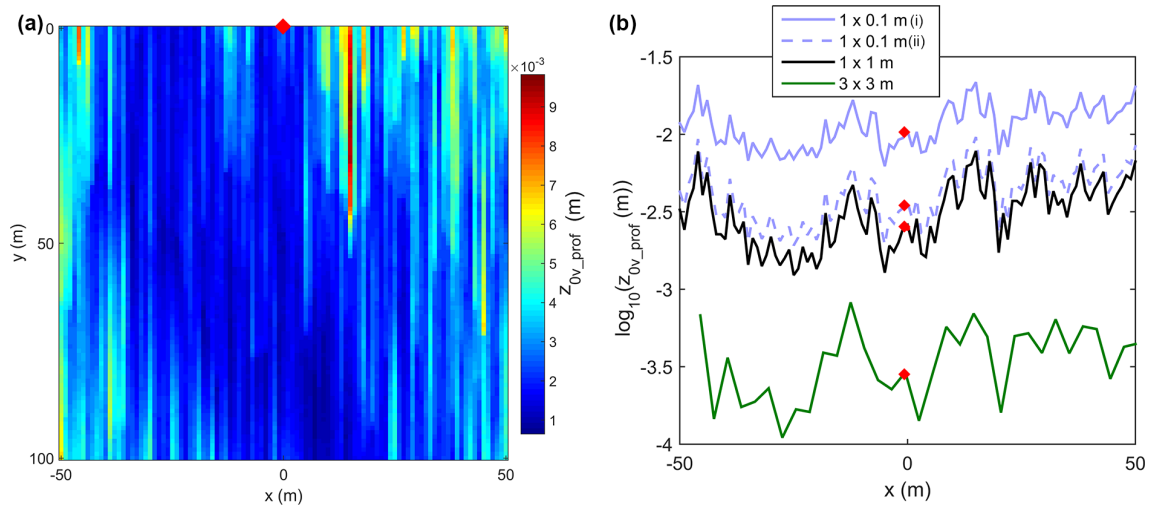 (a)
0
50
100
y (m)
-50
0
50
x (m)
×10⁻³
9
8
7
6
5
4
3
2
1
z₀ᵥ_prof (m)
(b)
1 x 0.1 m(i)
1 x 0.1 m(ii)
1 x 1 m
3 x 3 m
-1.5
-2
-2.5
-3
-3.5
-4
log₁₀(z₀ᵥ_prof (m))
-50
0
50
x (m)